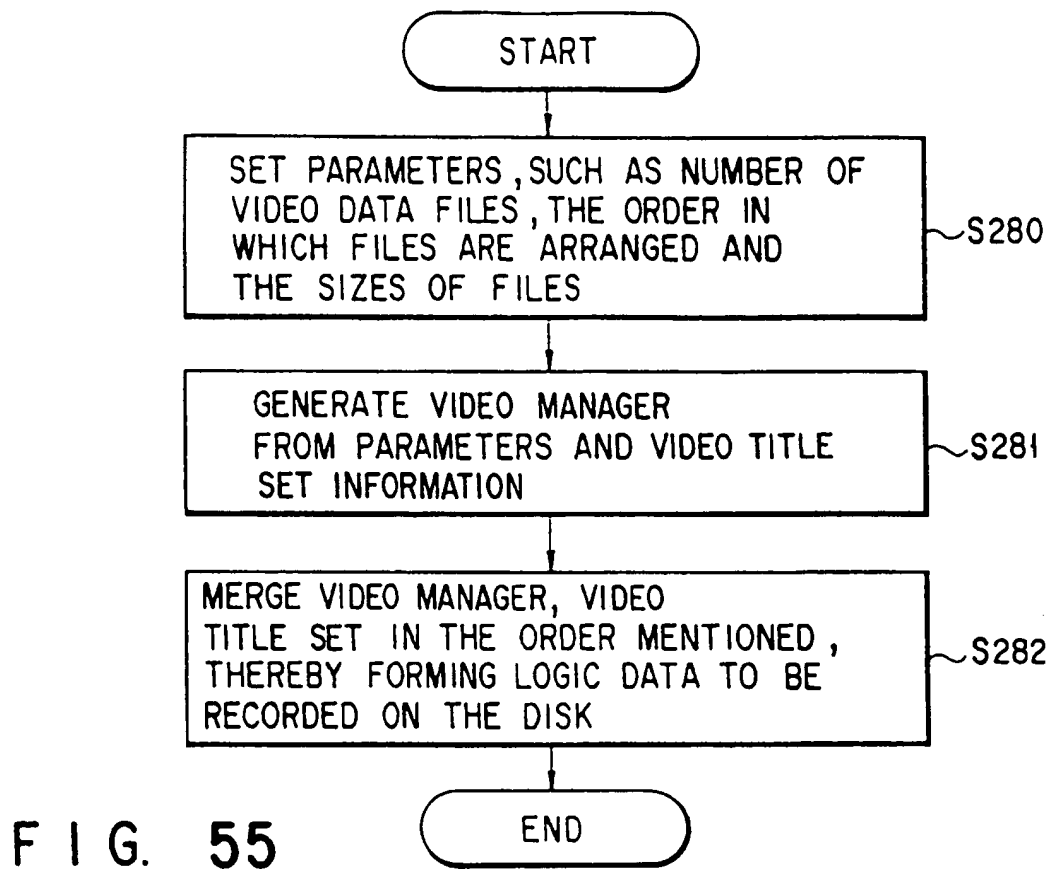 START
SET PARAMETERS, SUCH AS NUMBER OF
VIDEO DATA FILES, THE ORDER IN
WHICH FILES ARE ARRANGED AND
THE SIZES OF FILES
S280
GENERATE VIDEO MANAGER
FROM PARAMETERS AND VIDEO TITLE
SET INFORMATION
S281
MERGE VIDEO MANAGER, VIDEO
TITLE SET IN THE ORDER MENTIONED,
THEREBY FORMING LOGIC DATA TO BE
RECORDED ON THE DISK
S282
END
FIG. 55